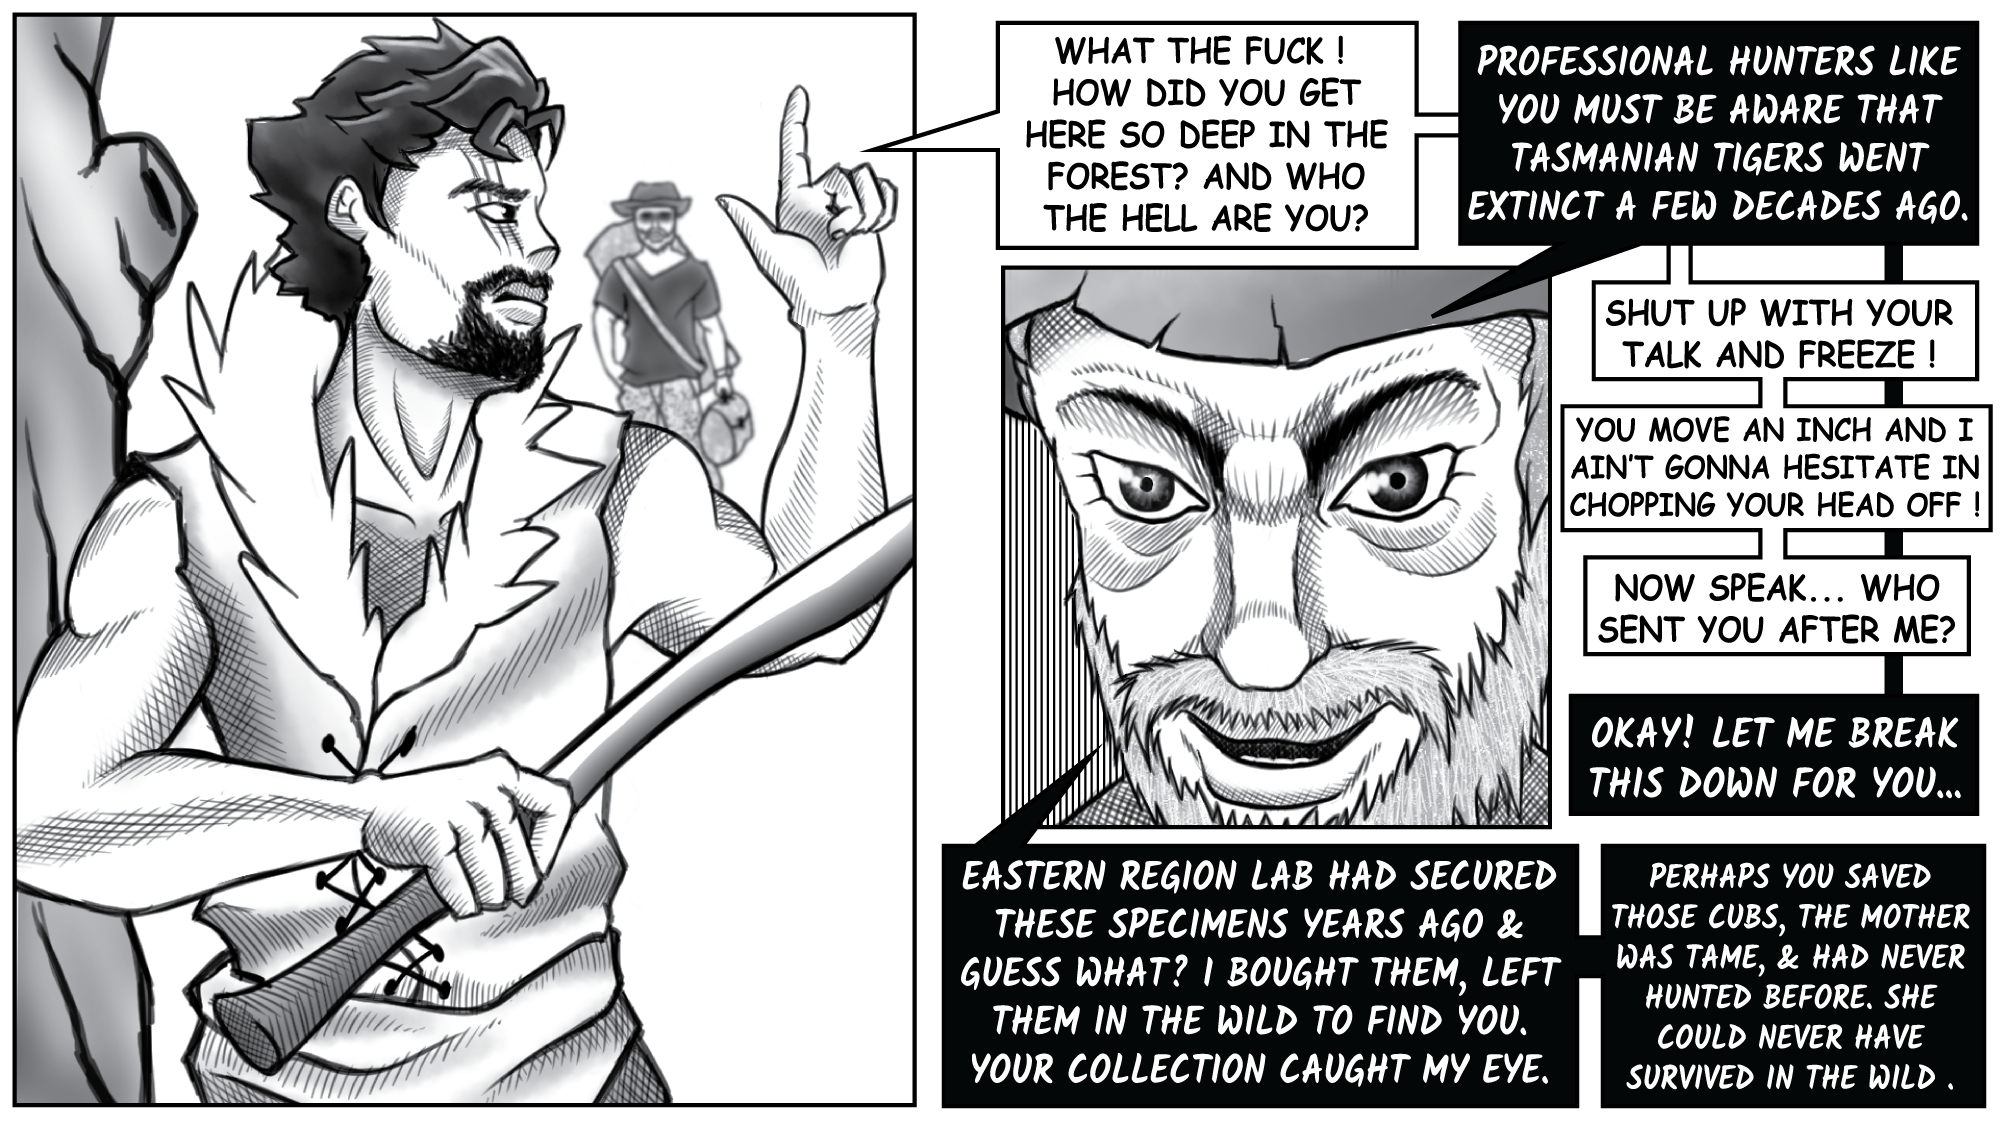 WHAT THE FUCK !
HOW DID YOU GET
HERE SO DEEP IN THE
FOREST? AND WHO
THE HELL ARE YOU?
PROFESSIONAL HUNTERS LIKE
YOU MUST BE AWARE THAT
TASMANIAN TIGERS WENT
EXTINCT A FEW DECADES AGO.
SHUT UP WITH YOUR
TALK AND FREEZE !
YOU MOVE AN INCH AND I
AIN'T GONNA HESITATE IN
CHOPPING YOUR HEAD OFF !
NOW SPEAK... WHO
SENT YOU AFTER ME?
OKAY! LET ME BREAK
THIS DOWN FOR YOU...
EASTERN REGION LAB HAD SECURED
THESE SPECIMENS YEARS AGO &
GUESS WHAT? I BOUGHT THEM, LEFT
THEM IN THE WILD TO FIND YOU.
YOUR COLLECTION CAUGHT MY EYE.
PERHAPS YOU SAVED
THOSE CUBS, THE MOTHER
WAS TAME, & HAD NEVER
HUNTED BEFORE. SHE
COULD NEVER HAVE
SURVIVED IN THE WILD .